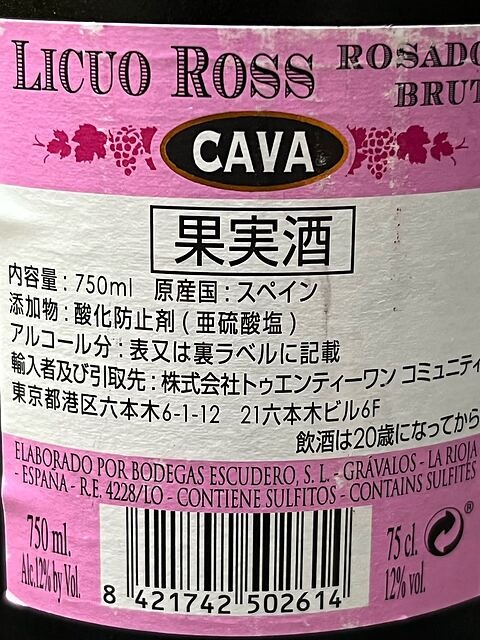 LICUO ROSS ROSADO
BRUT
CAVA
果実酒
内容量：750ml 原産国：スペイン
添加物：酸化防止剤（亜硫酸塩）
アルコール分：表又は裏ラベルに記載
輸入者及び引取先：株式会社トゥエンティーワン コミュニティ
東京都港区六本木6-1-12 21六本木ビル6F
飲酒は20歳になってから
ELABORADO POR BODEGAS ESCUDERO, S. L. - GRÁVALOS - LA RIOJA
- ESPAÑA - R.E. 4228/LO - CONTIENE SULFITOS - CONTAINS SULFITES
750 ml. 75 cl. ®
Alc.12% by Vol. 12% vol.
8 421742 502614